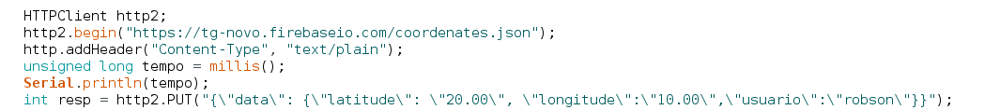 HTTPClient http2;
http2.begin("https://tg-novo.firebaseio.com/coordenates.json");
http.addHeader("Content-Type", "text/plain");
unsigned long tempo = millis();
Serial.println(tempo);
int resp = http2.PUT("{\"data\": {\"latitude\": \"20.00\", \"longitude\":\"10.00\",\"usuario\":\"robson\"}}");